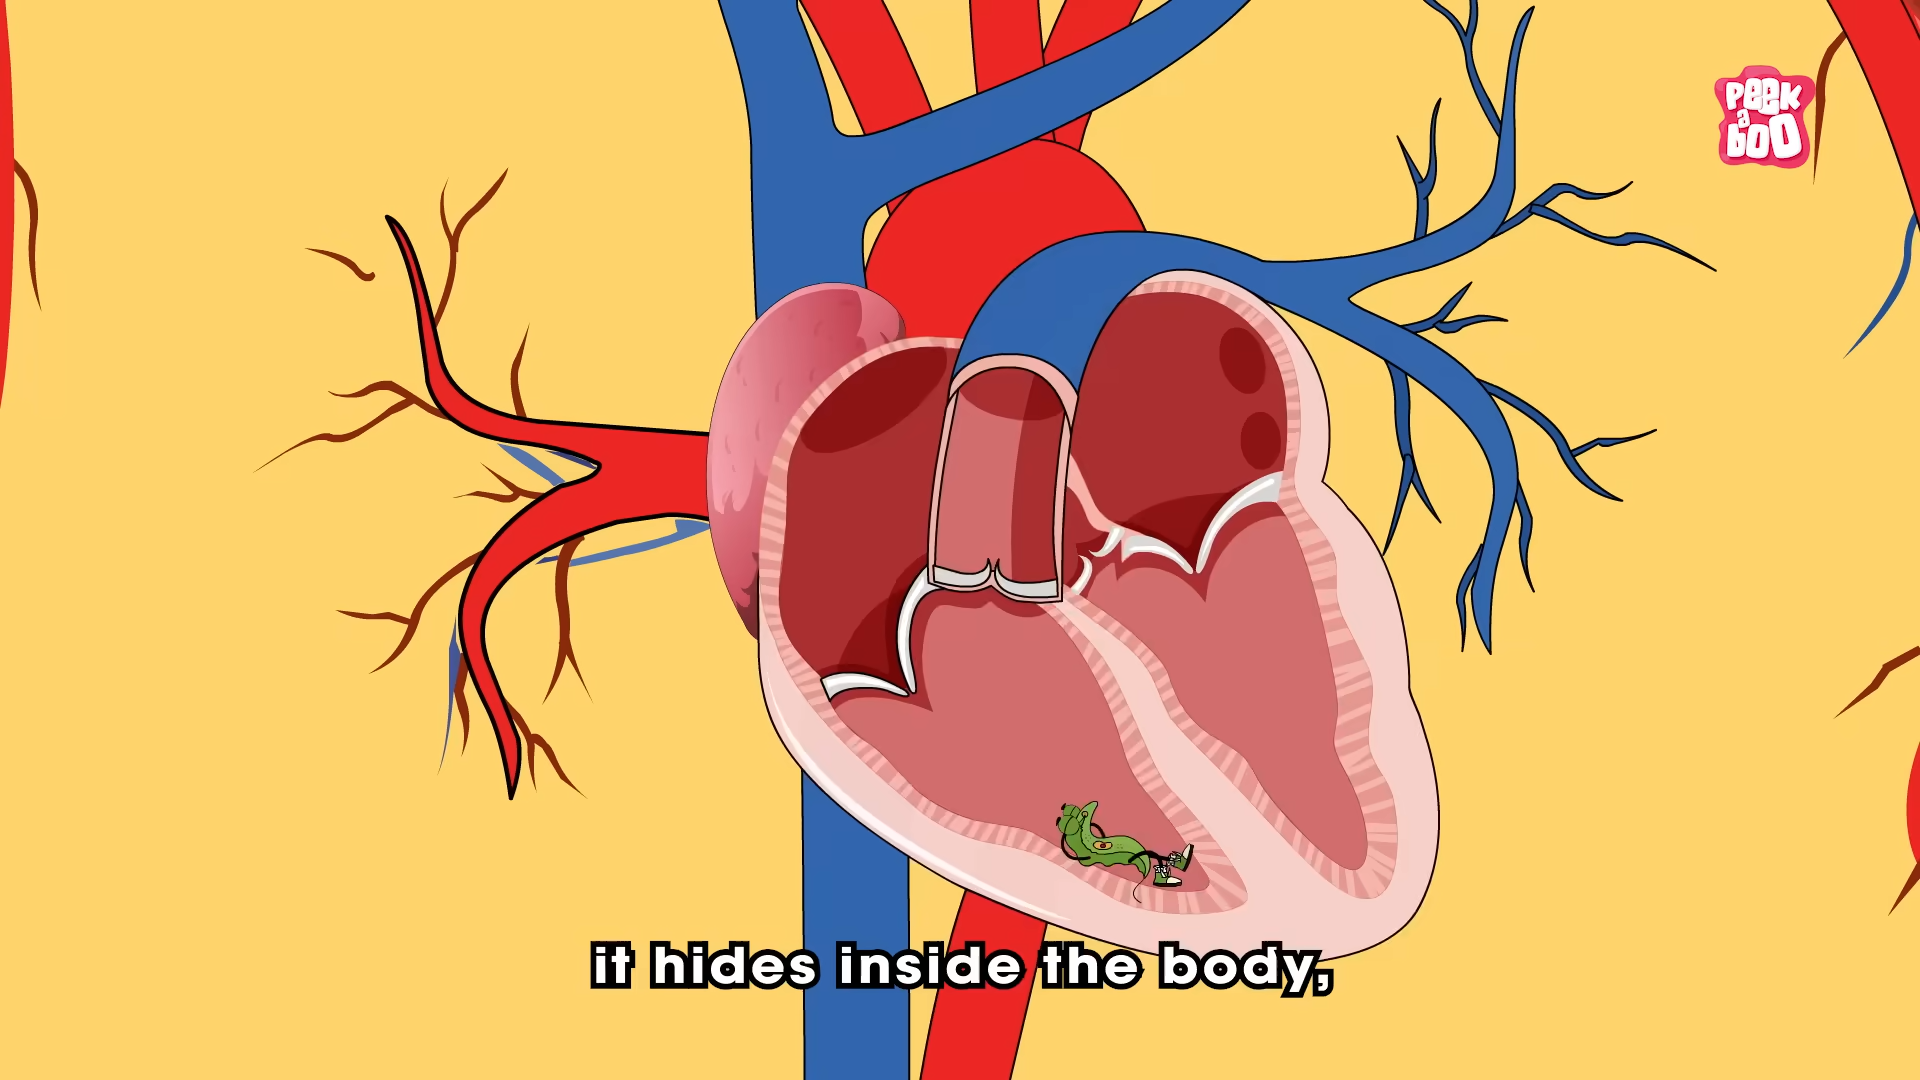 peek
a
boo
it hides inside the body,